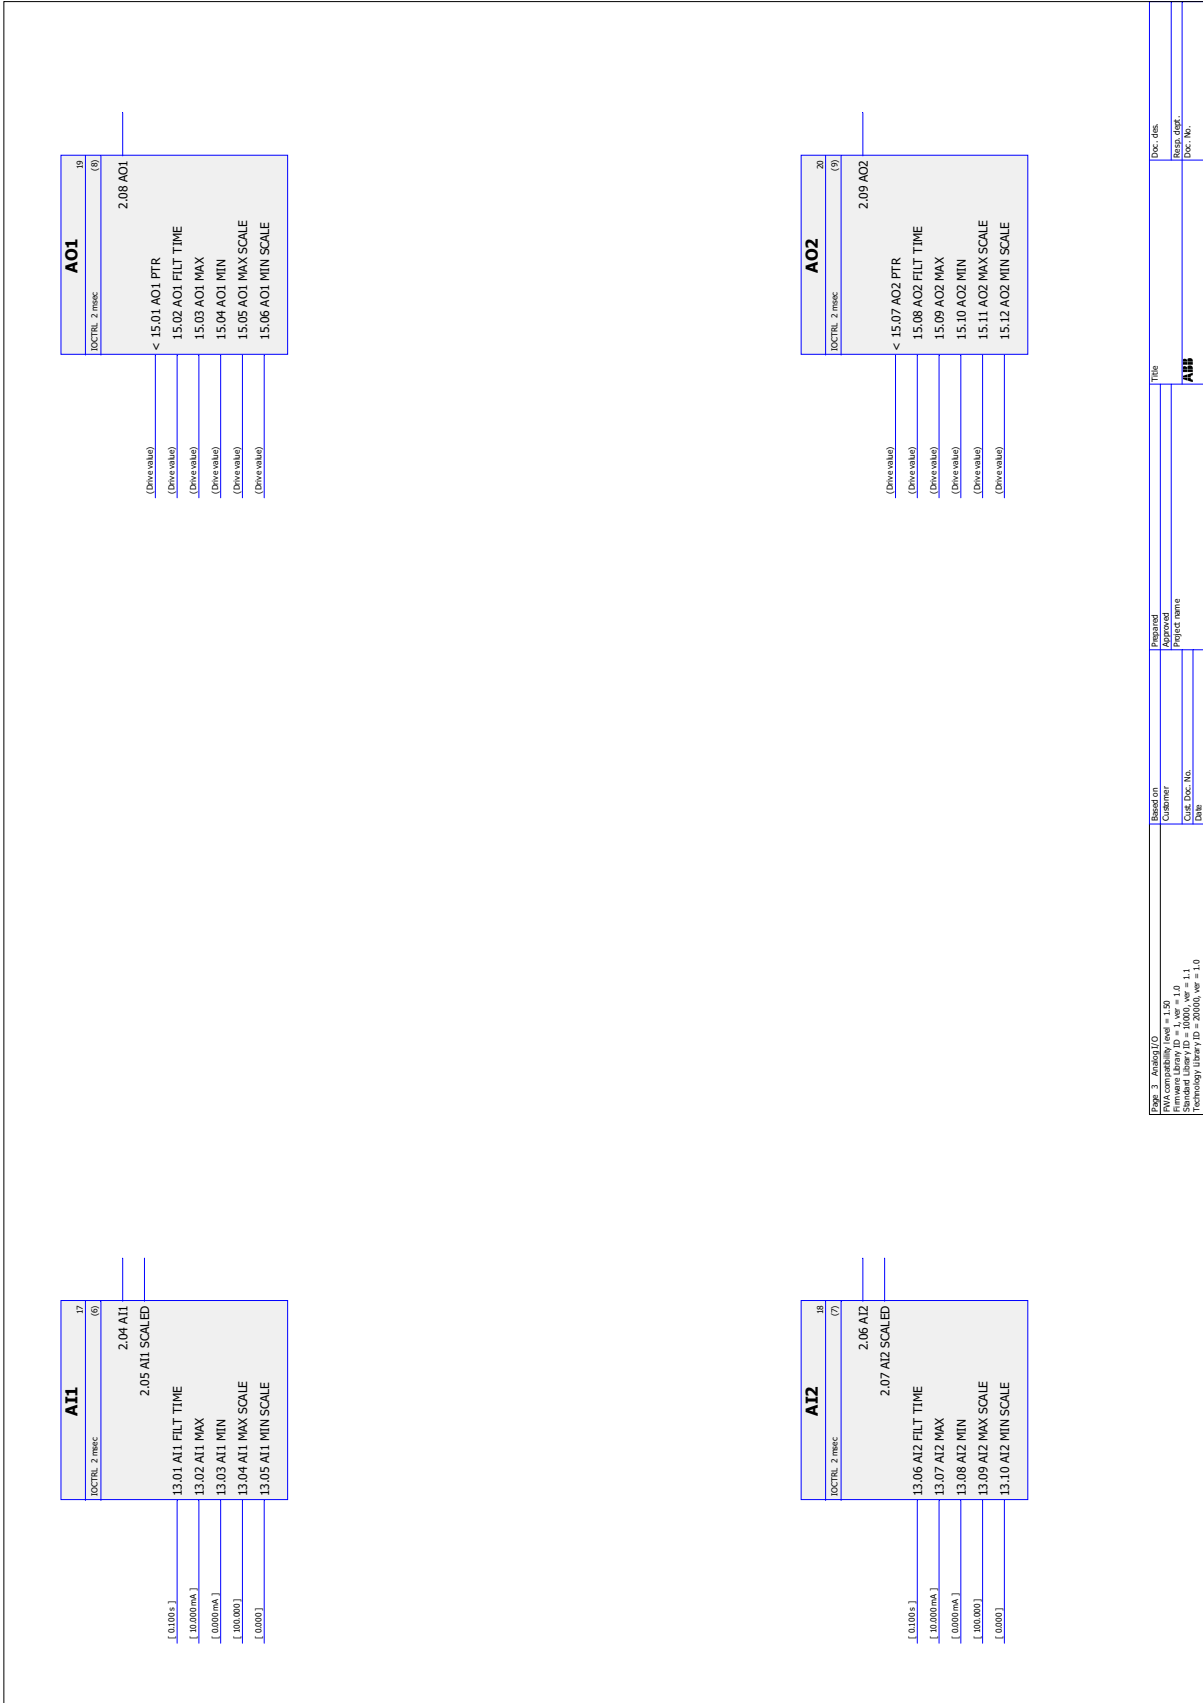 AI1
17
IOCTRL 2 msec
(6)
2.04 AI1
2.05 AI1 SCALED
[ 0.100 s ]
13.01 AI1 FILT TIME
[ 10.000 mA ]
13.02 AI1 MAX
[ 0.000 mA ]
13.03 AI1 MIN
[ 100.000 ]
13.04 AI1 MAX SCALE
[ 0.000 ]
13.05 AI1 MIN SCALE
AO1
19
IOCTRL 2 msec
(8)
2.08 AO1
(Drive value)
< 15.01 AO1 PTR
(Drive value)
15.02 AO1 FILT TIME
(Drive value)
15.03 AO1 MAX
(Drive value)
15.04 AO1 MIN
(Drive value)
15.05 AO1 MAX SCALE
(Drive value)
15.06 AO1 MIN SCALE
AI2
18
IOCTRL 2 msec
(7)
2.06 AI2
2.07 AI2 SCALED
[ 0.100 s ]
13.06 AI2 FILT TIME
[ 10.000 mA ]
13.07 AI2 MAX
[ 0.000 mA ]
13.08 AI2 MIN
[ 100.000 ]
13.09 AI2 MAX SCALE
[ 0.000 ]
13.10 AI2 MIN SCALE
AO2
20
IOCTRL 2 msec
(9)
2.09 AO2
(Drive value)
< 15.07 AO2 PTR
(Drive value)
15.08 AO2 FILT TIME
(Drive value)
15.09 AO2 MAX
(Drive value)
15.10 AO2 MIN
(Drive value)
15.11 AO2 MAX SCALE
(Drive value)
15.12 AO2 MIN SCALE
Page 3 Analog I/O
FWA compatibility level = 1.50
Firmware Library ID = 1, ver = 1.0
Standard Library ID = 10000, ver = 1.1
Technology Library ID = 20000, ver = 1.0
Based on
Customer
Cust. Doc. No.
Date
Prepared
Approved
Project name
Title
ABB
Doc. des.
Resp. dept.
Doc. No.